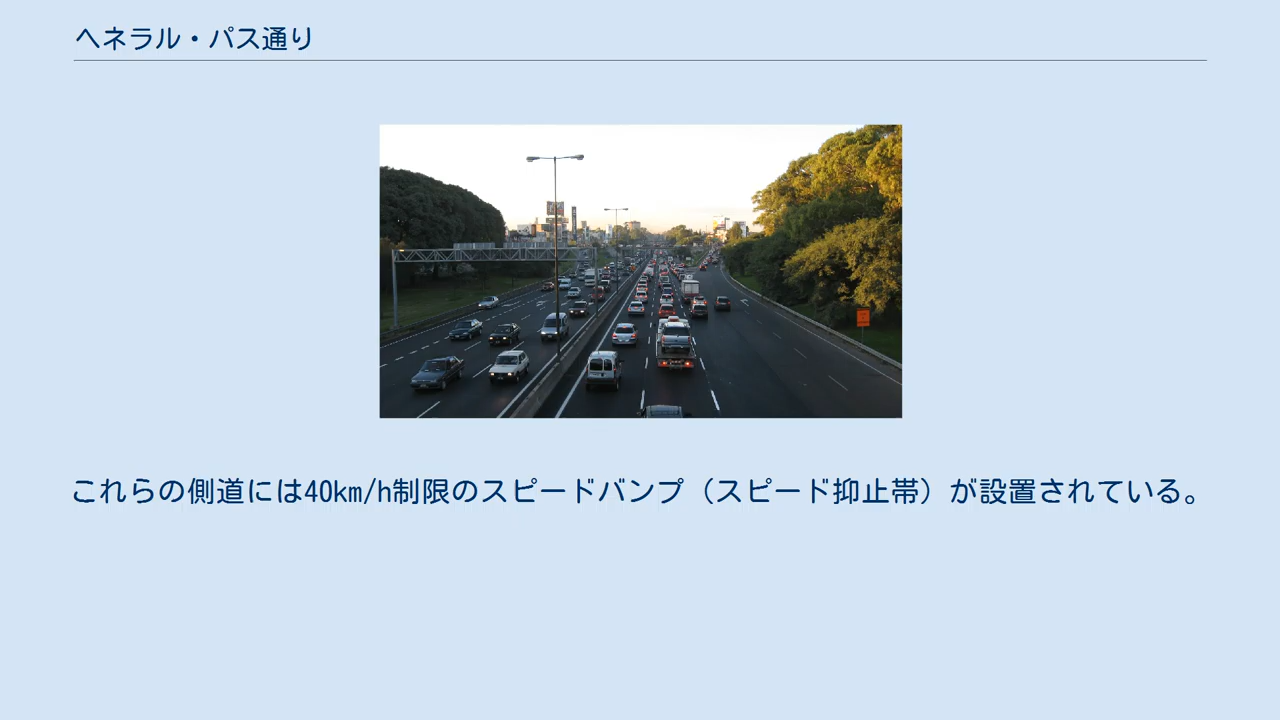 ヘネラル・パス通り
これらの側道には40km/h制限のスピードバンプ（スピード抑止帯）が設置されている。